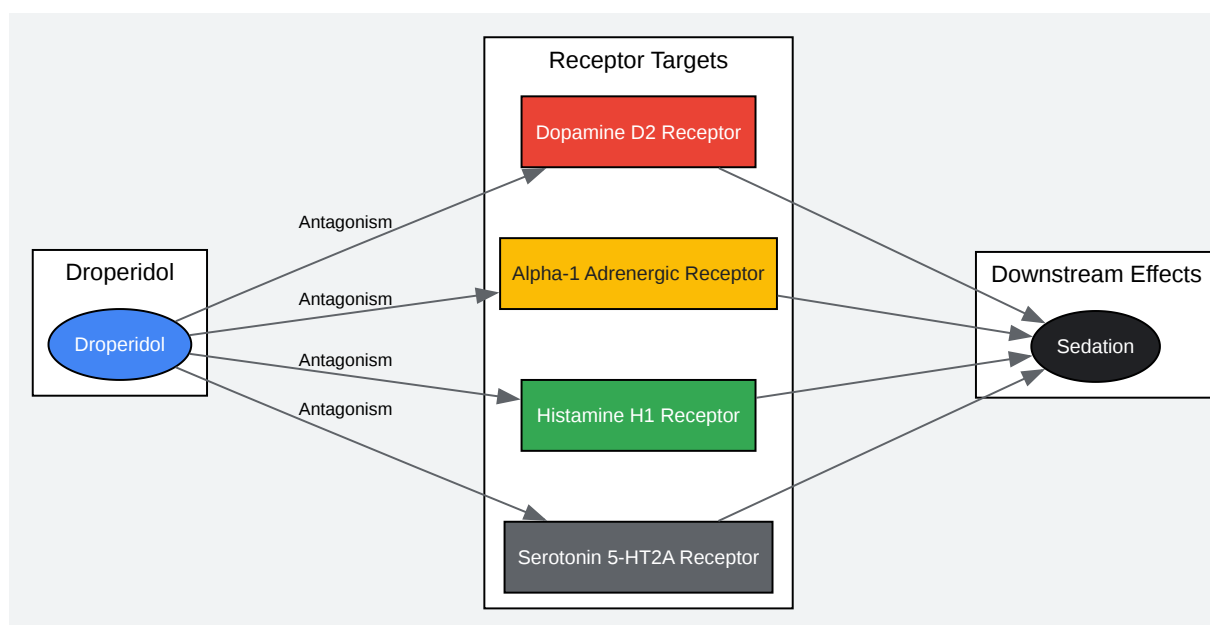 Droperidol
Droperidol
Antagonism
Antagonism
Antagonism
Antagonism
Receptor Targets
Dopamine D2 Receptor
Alpha-1 Adrenergic Receptor
Histamine H1 Receptor
Serotonin 5-HT2A Receptor
Downstream Effects
Sedation